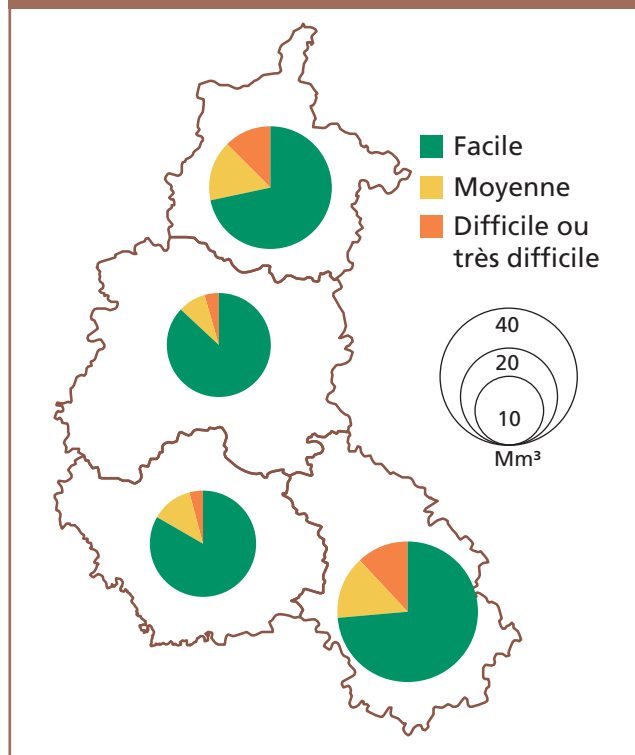 Facile
Moyenne
Difficile ou
très difficile
40
20
10
Mm³